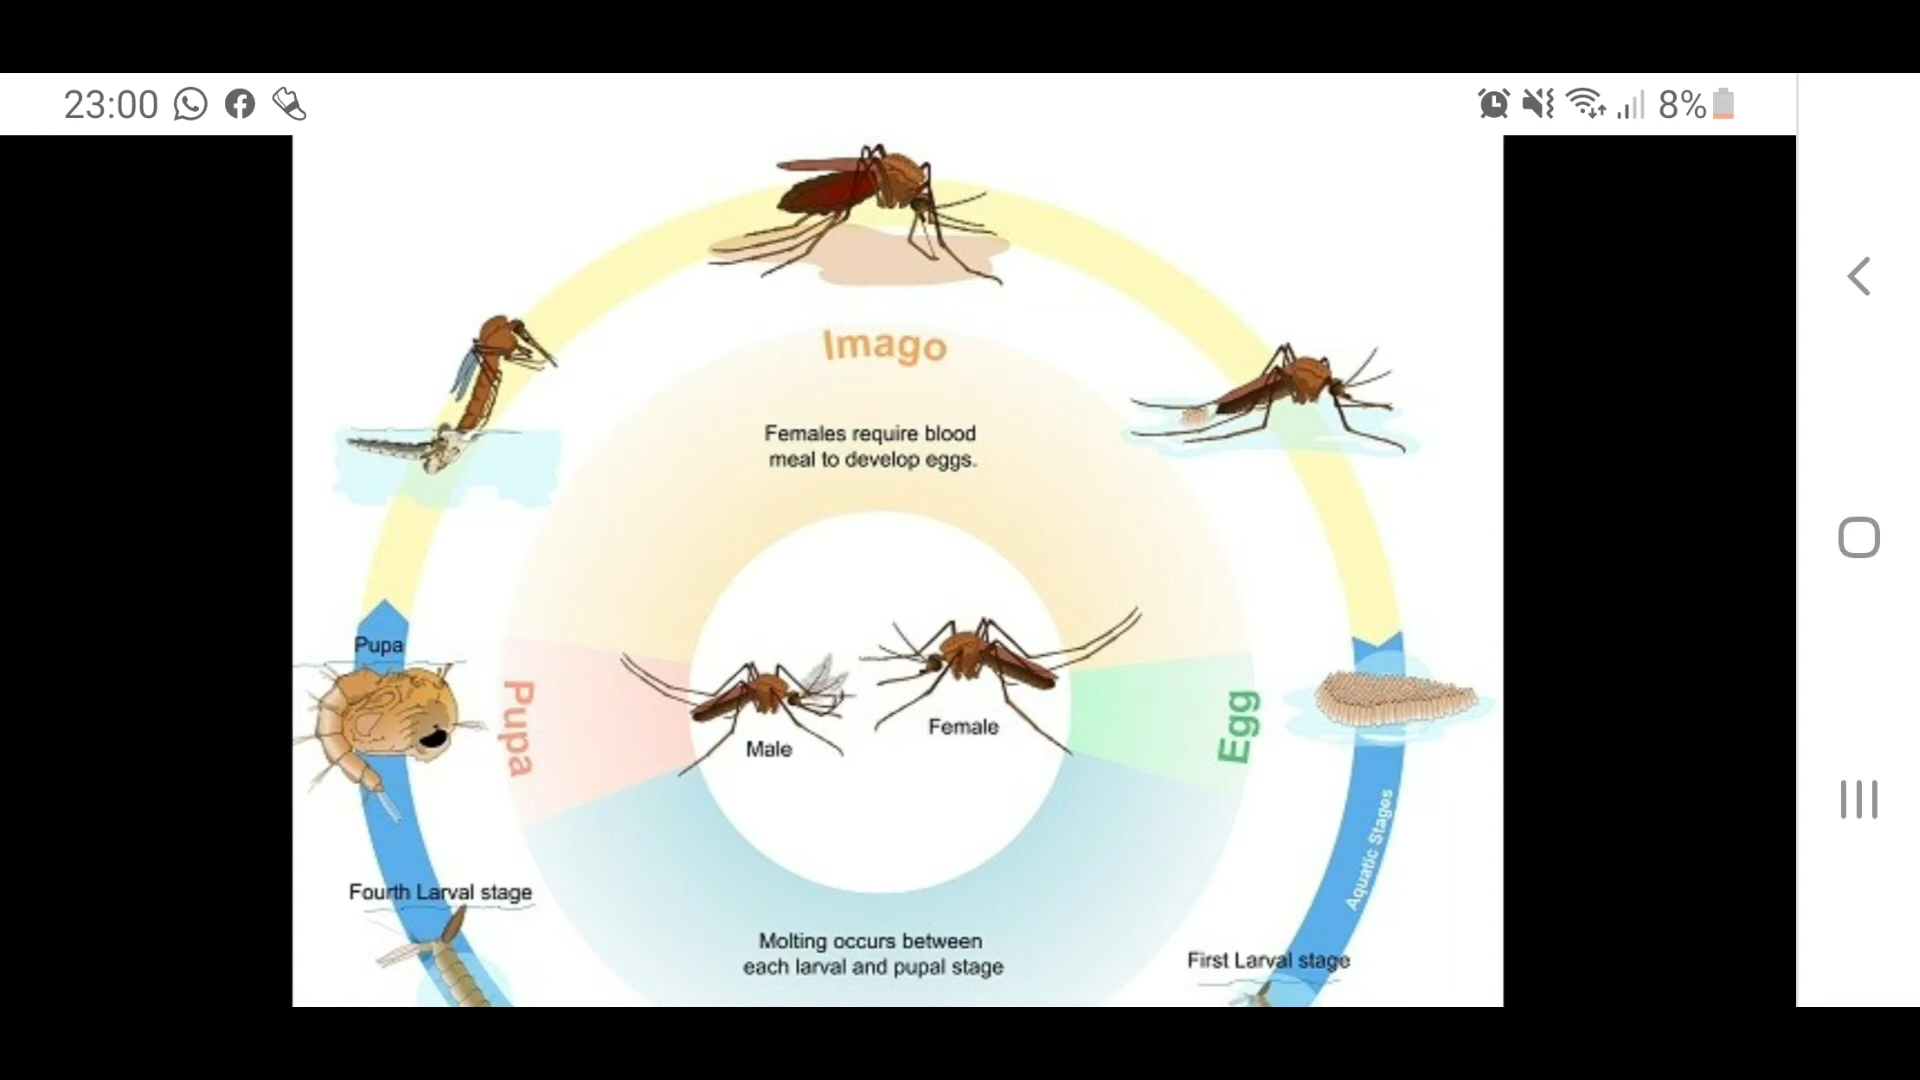 23:00
8%
Imago
Females require blood
meal to develop eggs.
Pupa
Pupa
Egg
Male
Female
Aquatic Stages
Fourth Larval stage
Molting occurs between
each larval and pupal stage
First Larval stage